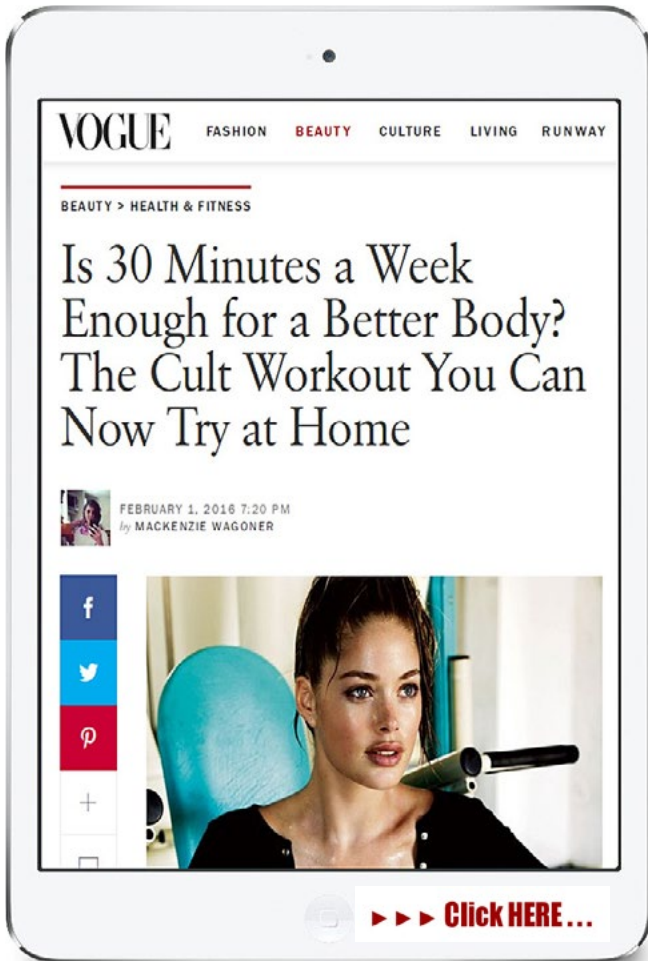 VOGUE FASHION BEAUTY CULTURE LIVING RUNWAY
BEAUTY > HEALTH & FITNESS
Is 30 Minutes a Week
Enough for a Better Body?
The Cult Workout You Can
Now Try at Home
FEBRUARY 1, 2016 7:20 PM
by MACKENZIE WAGONER
►►► Click HERE...